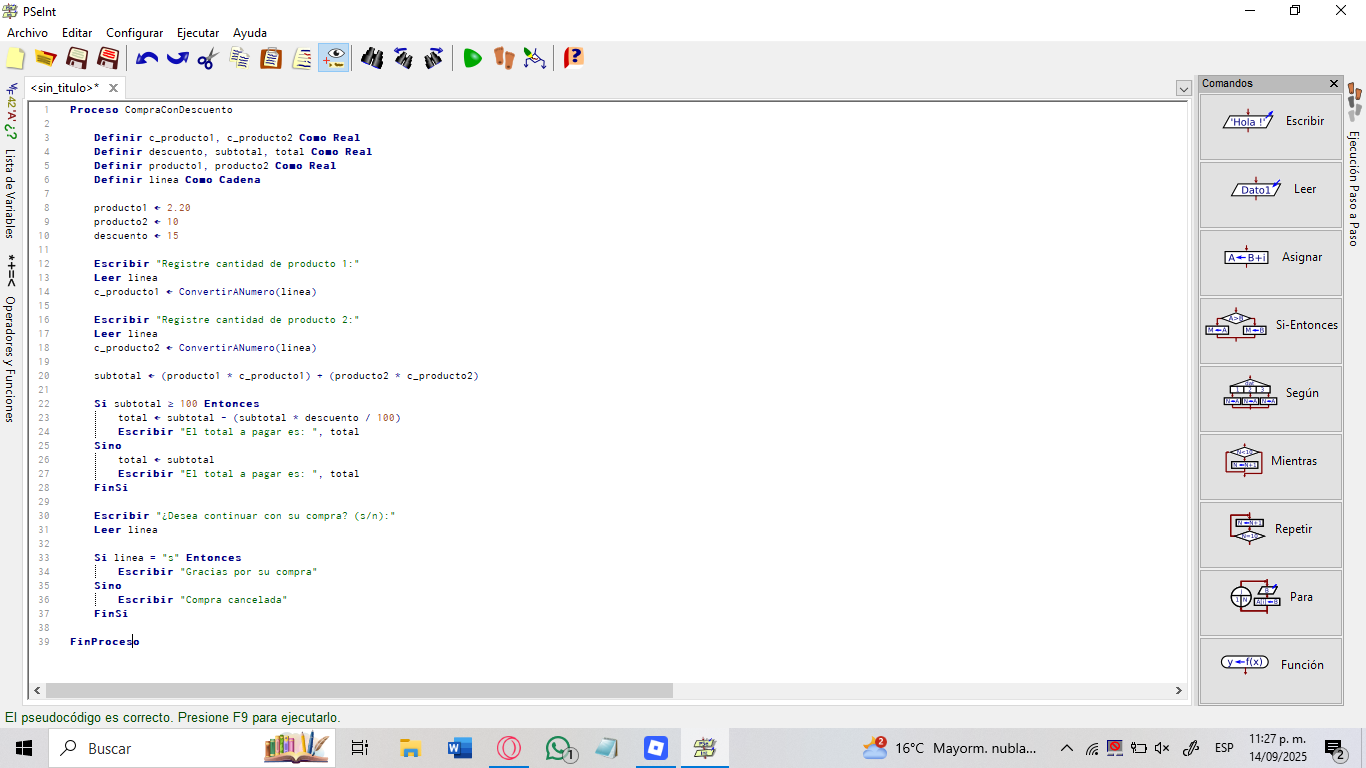 PSeInt
Archivo Editar Configurar Ejecutar Ayuda
<sin_titulo>*
Lista de Variables
Operadores y Funciones
1 Proceso CompraConDescuento
2
3 Definir c_producto1, c_producto2 Como Real
4 Definir descuento, subtotal, total Como Real
5 Definir producto1, producto2 Como Real
6 Definir linea Como Cadena
7
8 producto1 ← 2.20
9 producto2 ← 10
10 descuento ← 15
11
12 Escribir "Registre cantidad de producto 1:"
13 Leer linea
14 c_producto1 ← ConvertirANumero(linea)
15
16 Escribir "Registre cantidad de producto 2:"
17 Leer linea
18 c_producto2 ← ConvertirANumero(linea)
19
20 subtotal ← (producto1 * c_producto1) + (producto2 * c_producto2)
21
22 Si subtotal ≥ 100 Entonces
23 total ← subtotal - (subtotal * descuento / 100)
24 Escribir "El total a pagar es: ", total
25 Sino
26 total ← subtotal
27 Escribir "El total a pagar es: ", total
28 FinSi
29
30 Escribir "¿Desea continuar con su compra? (s/n):"
31 Leer linea
32
33 Si linea = "s" Entonces
34 Escribir "Gracias por su compra"
35 Sino
36 Escribir "Compra cancelada"
37 FinSi
38
39 FinProceso
Comandos
'Hola !' Escribir
Dato1 Leer
A←B+i Asignar
Si-Entonces
Según
Mientras
Repetir
Para
y←f(x) Función
Ejecución Paso a Paso
El pseudocódigo es correcto. Presione F9 para ejecutarlo.
Buscar
1
2
16°C Mayorm. nubla...
ESP
11:27 p. m.
14/09/2025
2